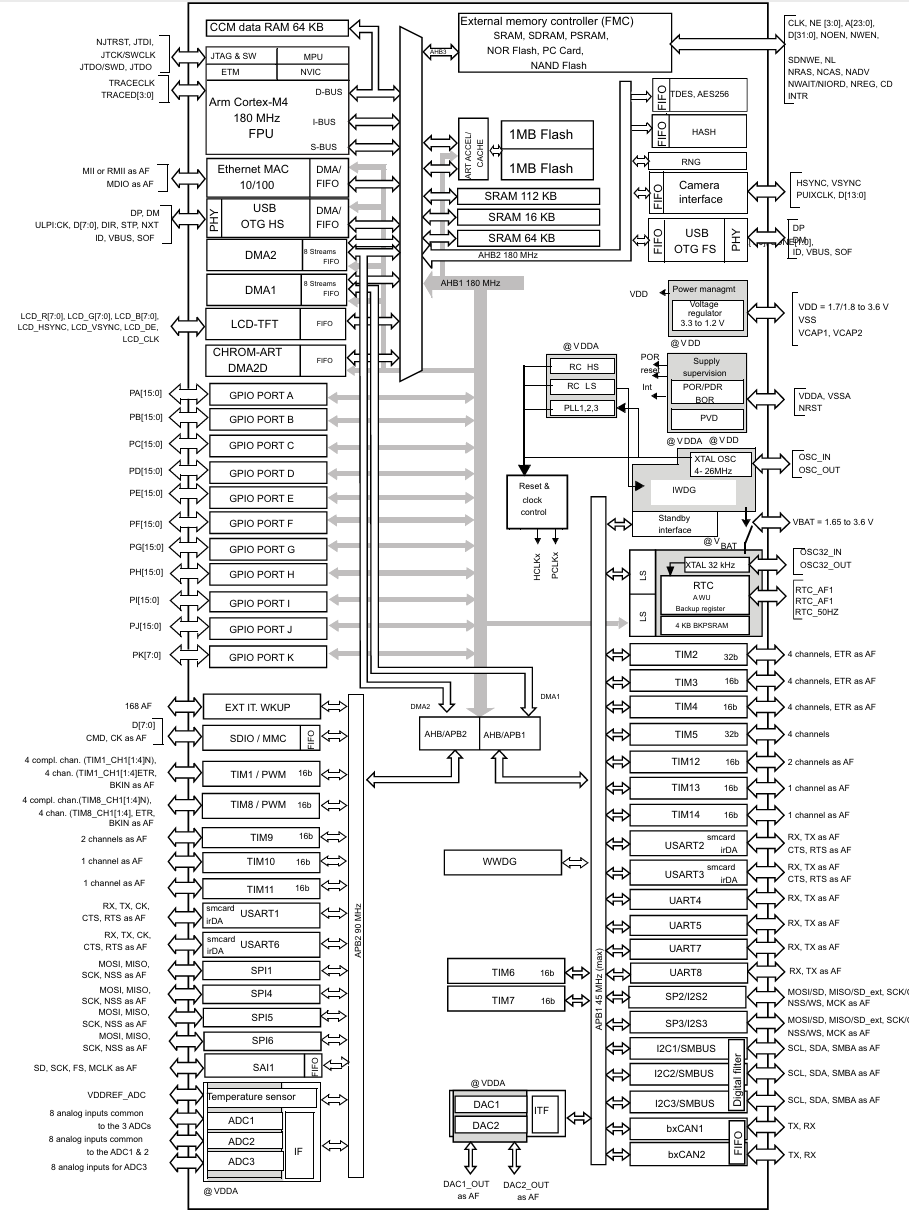 CCM data RAM 64 KB
External memory controller (FMC)
SRAM, SDRAM, PSRAM,
NOR Flash, PC Card,
NAND Flash
AHB3
CLK, NE [3:0], A[23:0],
D[31:0], NOEN, NWEN,
SDNWE, NL
NRAS, NCAS, NADV
NWAIT/NIORD, NREG, CD
INTR
NJTRST, JTDI,
JTCK/SWCLK
JTDO/SWD, JTDO
TRACECLK
TRACED[3:0]
JTAG & SW
MPU
ETM
NVIC
Arm Cortex-M4
180 MHz
FPU
D-BUS
I-BUS
S-BUS
MII or RMII as AF
MDIO as AF
Ethernet MAC
10/100
DMA/
FIFO
DP, DM
ULPI:CK, D[7:0], DIR, STP, NXT
ID, VBUS, SOF
PHY
USB
OTG HS
DMA/
FIFO
DMA2
8 Streams
FIFO
DMA1
8 Streams
FIFO
LCD_R[7:0], LCD_G[7:0], LCD_B[7:0],
LCD_HSYNC, LCD_VSYNC, LCD_DE,
LCD_CLK
LCD-TFT
FIFO
CHROM-ART
DMA2D
FIFO
ART ACCEL/
CACHE
1MB Flash
1MB Flash
SRAM 112 KB
SRAM 16 KB
SRAM 64 KB
AHB2 180 MHz
AHB1 180 MHz
FIFO
TDES, AES256
FIFO
HASH
RNG
FIFO
Camera
interface
HSYNC, VSYNC
PUIXCLK, D[13:0]
FIFO
USB
OTG FS
PHY
DP
DM
ID, VBUS, SOF
VDD
Power managmt
Voltage
regulator
3.3 to 1.2 V
VDD = 1.7/1.8 to 3.6 V
VSS
VCAP1, VCAP2
@ VDD
@ VDDA
RC HS
RC LS
PLL1,2,3
POR
reset
Int
Supply
supervision
POR/PDR
BOR
PVD
VDDA, VSSA
NRST
@ VDDA @ VDD
XTAL OSC
4- 26MHz
OSC_IN
OSC_OUT
IWDG
Reset &
clock
control
HCLKx
PCLKx
Standby
interface
VBAT = 1.65 to 3.6 V
@ VBAT
LS
LS
XTAL 32 kHz
RTC
AWU
Backup register
4 KB BKPSRAM
OSC32_IN
OSC32_OUT
RTC_AF1
RTC_AF1
RTC_50HZ
PA[15:0]
GPIO PORT A
PB[15:0]
GPIO PORT B
PC[15:0]
GPIO PORT C
PD[15:0]
GPIO PORT D
PE[15:0]
GPIO PORT E
PF[15:0]
GPIO PORT F
PG[15:0]
GPIO PORT G
PH[15:0]
GPIO PORT H
PI[15:0]
GPIO PORT I
PJ[15:0]
GPIO PORT J
PK[7:0]
GPIO PORT K
DMA2
DMA1
AHB/APB2
AHB/APB1
168 AF
EXT IT. WKUP
D[7:0]
CMD, CK as AF
SDIO / MMC
FIFO
4 compl. chan. (TIM1_CH1[1:4]N),
4 chan. (TIM1_CH1[1:4]ETR,
BKIN as AF
TIM1 / PWM 16b
4 compl. chan.(TIM8_CH1[1:4]N),
4 chan. (TIM8_CH1[1:4], ETR,
BKIN as AF
TIM8 / PWM 16b
2 channels as AF
TIM9 16b
1 channel as AF
TIM10 16b
1 channel as AF
TIM11 16b
RX, TX, CK,
CTS, RTS as AF
smcard
irDA
USART1
RX, TX, CK,
CTS, RTS as AF
smcard
irDA
USART6
MOSI, MISO,
SCK, NSS as AF
SPI1
MOSI, MISO,
SCK, NSS as AF
SPI4
MOSI, MISO,
SCK, NSS as AF
SPI5
MOSI, MISO,
SCK, NSS as AF
SPI6
SD, SCK, FS, MCLK as AF
SAI1
FIFO
VDDREF_ADC
Temperature sensor
8 analog inputs common
to the 3 ADCs
8 analog inputs common
to the ADC1 & 2
8 analog inputs for ADC3
ADC1
ADC2
ADC3
IF
@ VDDA
APB2 90 MHz
WWDG
TIM6 16b
TIM7 16b
@ VDDA
DAC1
DAC2
ITF
DAC1_OUT
as AF
DAC2_OUT
as AF
APB1 45 MHz (max)
TIM2 32b
4 channels, ETR as AF
TIM3 16b
4 channels, ETR as AF
TIM4 16b
4 channels, ETR as AF
TIM5 32b
4 channels
TIM12 16b
2 channels as AF
TIM13 16b
1 channel as AF
TIM14 16b
1 channel as AF
USART2
smcard
irDA
RX, TX as AF
CTS, RTS as AF
USART3
smcard
irDA
RX, TX as AF
CTS, RTS as AF
UART4
RX, TX as AF
UART5
RX, TX as AF
UART7
RX, TX as AF
UART8
RX, TX as AF
SP2/I2S2
MOSI/SD, MISO/SD_ext, SCK/
NSS/WS, MCK as AF
SP3/I2S3
MOSI/SD, MISO/SD_ext, SCK/
NSS/WS, MCK as AF
I2C1/SMBUS
SCL, SDA, SMBA as AF
I2C2/SMBUS
SCL, SDA, SMBA as AF
I2C3/SMBUS
SCL, SDA, SMBA as AF
Digital filter
bxCAN1
TX, RX
bxCAN2
TX, RX
FIFO